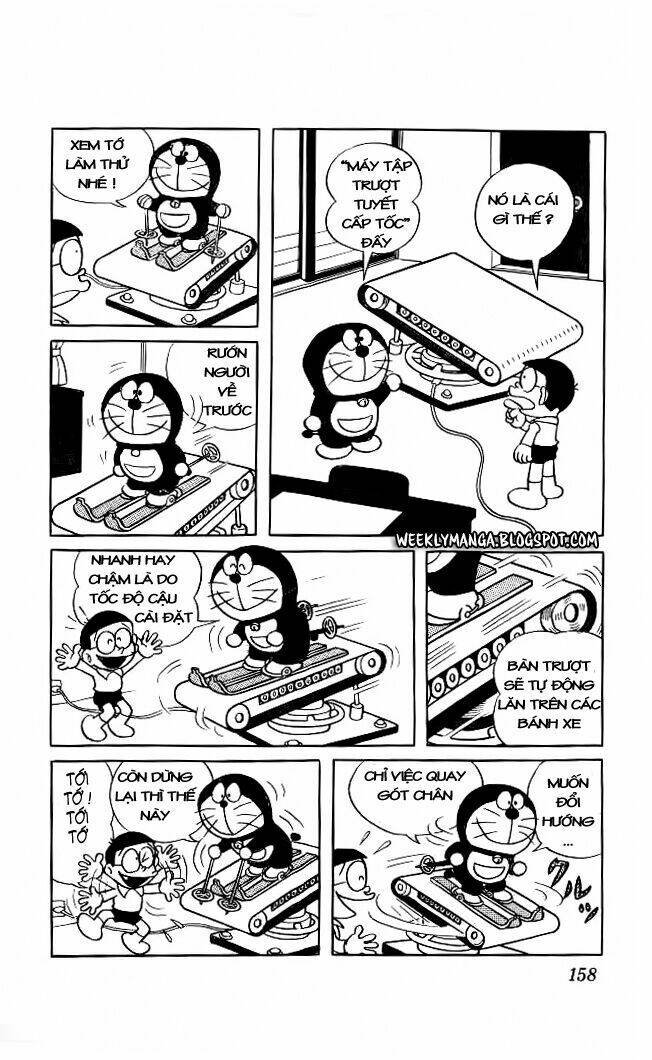 NÓ LÀ CÁI
GÌ THẾ ?
"MÁY TẬP
TRƯỢT
TUYẾT
CẤP TỐC"
ĐẤY
WEEKLYMANGA.BLOGSPOT.COM
XEM TỚ
LÀM THỬ
NHÉ !
RƯỚN
NGƯỜI
VỀ
TRƯỚC
BÀN TRƯỢT
SẼ TỰ ĐỘNG
LĂN TRÊN CÁC
BÁNH XE
NHANH HAY
CHẬM LÀ DO
TỐC ĐỘ CẬU
CÀI ĐẶT
MUỐN
ĐỔI
HƯỚNG
...
CHỈ VIỆC QUAY
GÓT CHÂN
CÒN DỪNG
LẠI THÌ THẾ
NÀY
TỚI
TỚ !
TỚI
TỚ
158